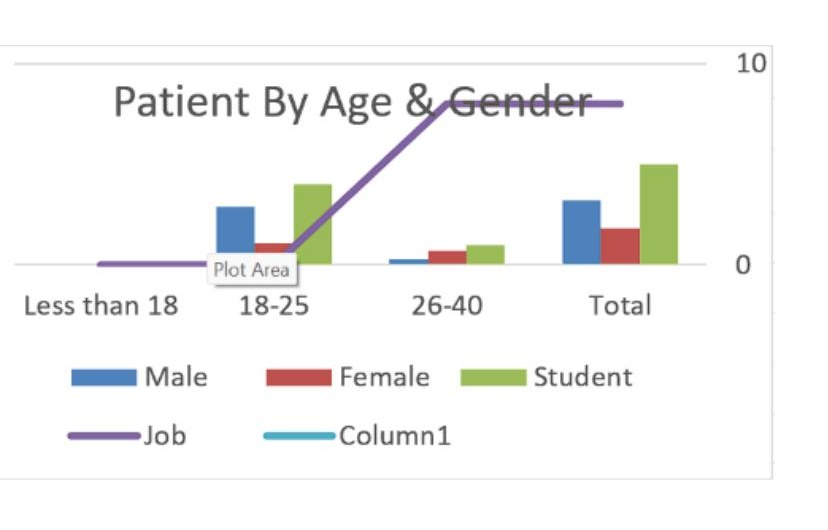 10
Patient By Age & Gender
Plot Area
0
Less than 18 18-25 26-40 Total
Male Female Student
Job Column1